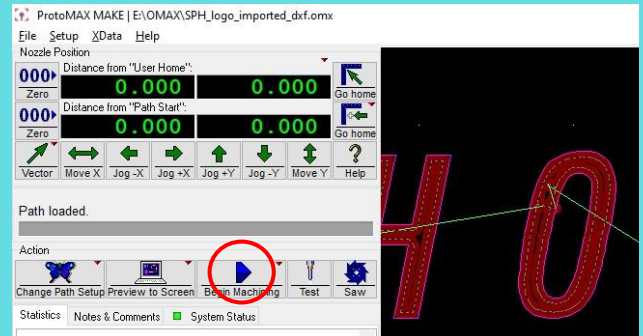 ProtoMAX MAKE | E:\OMAX\SPH_logo_imported_dxf.omx
File Setup XData Help
Nozzle Position
Distance from "User Home":
000 0.000 0.000
Zero Go home
Distance from "Path Start":
000 0.000 0.000
Zero Go home
Vector Move X Jog -X Jog +X Jog +Y Jog -Y Move Y Help
Path loaded.
Action
Change Path Setup Preview to Screen Begin Machining Test Saw
Statistics Notes & Comments System Status
H O